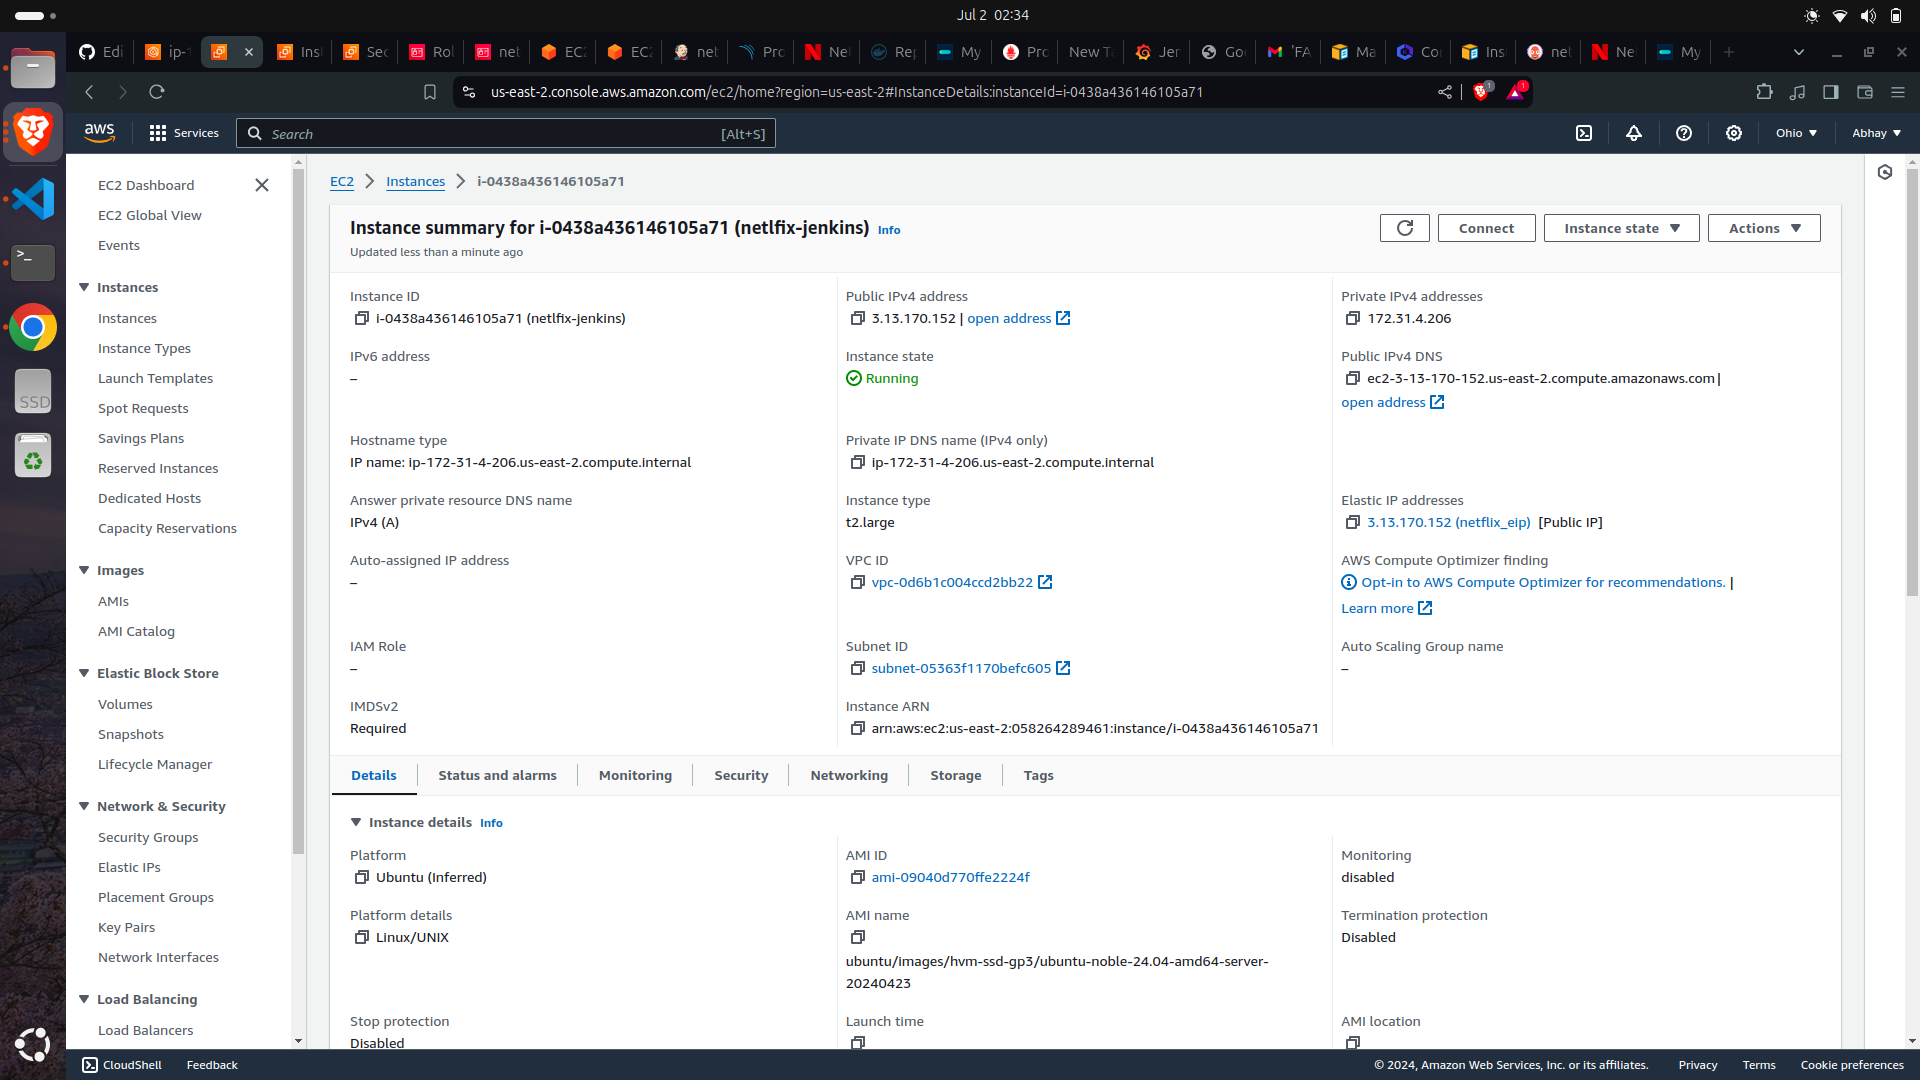 Jul 2 02:34
Edi
ip-
Ins
Sec
Rol
net
EC
EC
net
Pro
Net
Rep
My
Pro
New Ta
Jer
Goo
'FA
Ma
Co
Ins
net
Ne
My
us-east-2.console.aws.amazon.com/ec2/home?region=us-east-2#InstanceDetails:instanceId=i-0438a436146105a71
1
1
aws
Services
Search
[Alt+S]
Ohio
Abhay
SSD
EC2 Dashboard
EC2 Global View
Events
Instances
Instances
Instance Types
Launch Templates
Spot Requests
Savings Plans
Reserved Instances
Dedicated Hosts
Capacity Reservations
Images
AMIs
AMI Catalog
Elastic Block Store
Volumes
Snapshots
Lifecycle Manager
Network & Security
Security Groups
Elastic IPs
Placement Groups
Key Pairs
Network Interfaces
Load Balancing
Load Balancers
EC2 > Instances > i-0438a436146105a71
Instance summary for i-0438a436146105a71 (netlfix-jenkins) Info
Updated less than a minute ago
Connect
Instance state
Actions
Instance ID
i-0438a436146105a71 (netlfix-jenkins)
Public IPv4 address
3.13.170.152 | open address
Private IPv4 addresses
172.31.4.206
IPv6 address
–
Instance state
Running
Public IPv4 DNS
ec2-3-13-170-152.us-east-2.compute.amazonaws.com |
open address
Hostname type
IP name: ip-172-31-4-206.us-east-2.compute.internal
Private IP DNS name (IPv4 only)
ip-172-31-4-206.us-east-2.compute.internal
Answer private resource DNS name
IPv4 (A)
Instance type
t2.large
Elastic IP addresses
3.13.170.152 (netflix_eip) [Public IP]
Auto-assigned IP address
–
VPC ID
vpc-0d6b1c004ccd2bb22
AWS Compute Optimizer finding
Opt-in to AWS Compute Optimizer for recommendations. |
Learn more
IAM Role
–
Subnet ID
subnet-05363f1170befc605
Auto Scaling Group name
–
IMDSv2
Required
Instance ARN
arn:aws:ec2:us-east-2:058264289461:instance/i-0438a436146105a71
Details
Status and alarms
Monitoring
Security
Networking
Storage
Tags
Instance details Info
Platform
Ubuntu (Inferred)
AMI ID
ami-09040d770ffe2224f
Monitoring
disabled
Platform details
Linux/UNIX
AMI name
ubuntu/images/hvm-ssd-gp3/ubuntu-noble-24.04-amd64-server-
20240423
Termination protection
Disabled
Stop protection
Disabled
Launch time
AMI location
CloudShell
Feedback
© 2024, Amazon Web Services, Inc. or its affiliates.
Privacy
Terms
Cookie preferences